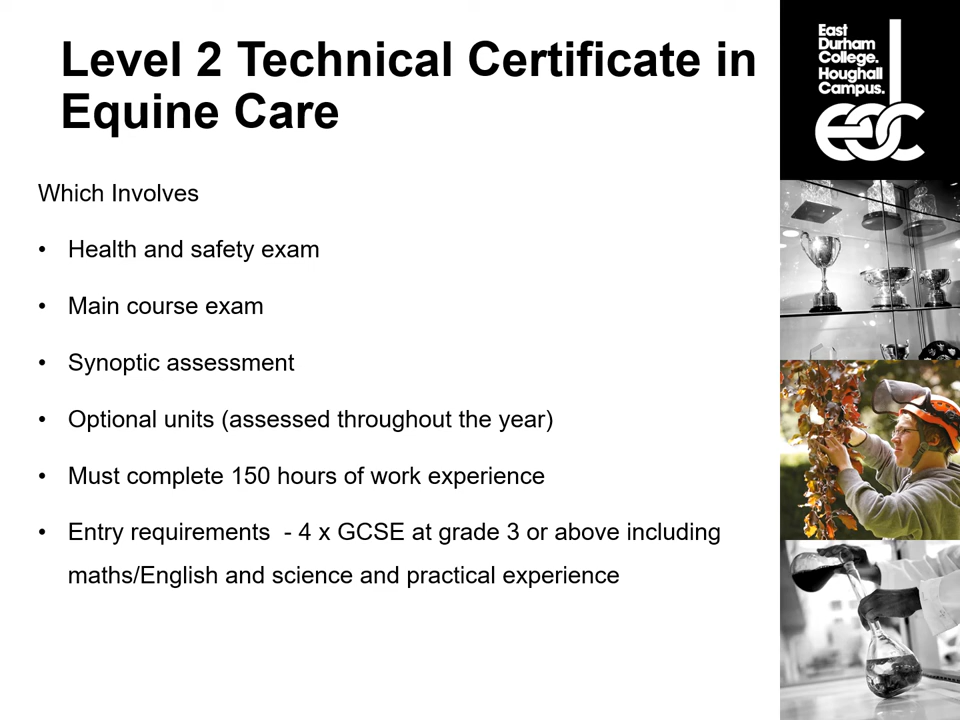 Level 2 Technical Certificate in
Equine Care
East
Durham
College.
Houghall
Campus.
edc
Which Involves
• Health and safety exam
• Main course exam
• Synoptic assessment
• Optional units (assessed throughout the year)
• Must complete 150 hours of work experience
• Entry requirements  - 4 x GCSE at grade 3 or above including
maths/English and science and practical experience